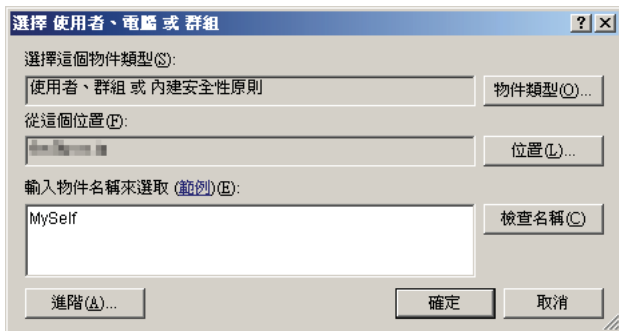 選擇 使用者、電腦 或 群組
選擇這個物件類型(S):
使用者、群組 或 內建安全性原則
物件類型(O)...
從這個位置(F):
位置(L)...
輸入物件名稱來選取 (範例)(E):
MySelf
檢查名稱(C)
進階(A)...
確定
取消